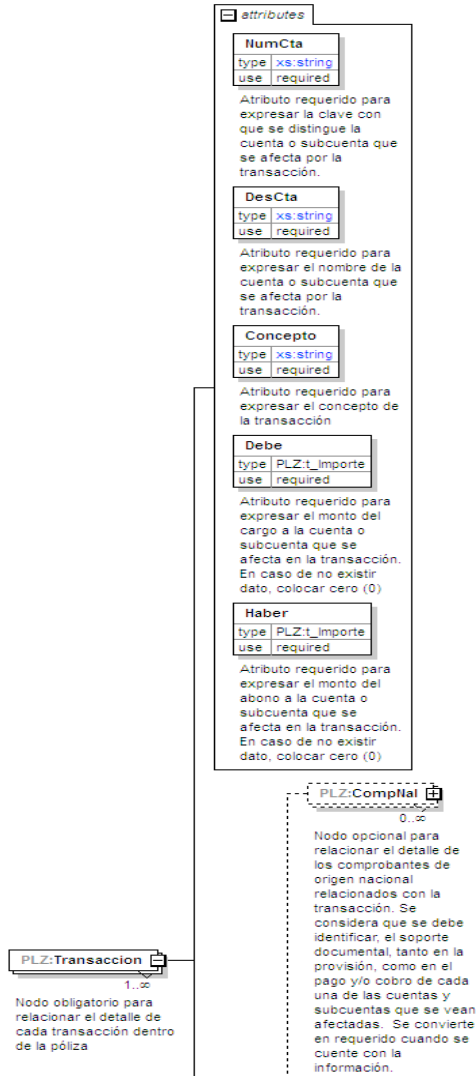 attributes
NumCta
type xs:string
use required
Atributo requerido para
expresar la clave con
que se distingue la
cuenta o subcuenta que
se afecta por la
transacción.
DesCta
type xs:string
use required
Atributo requerido para
expresar el nombre de la
cuenta o subcuenta que
se afecta por la
transacción.
Concepto
type xs:string
use required
Atributo requerido para
expresar el concepto de
la transacción
Debe
type PLZ:t_Importe
use required
Atributo requerido para
expresar el monto del
cargo a la cuenta o
subcuenta que se
afecta en la transacción.
En caso de no existir
dato, colocar cero (0)
Haber
type PLZ:t_Importe
use required
Atributo requerido para
expresar el monto del
abono a la cuenta o
subcuenta que se
afecta en la transacción.
En caso de no existir
dato, colocar cero (0)
PLZ:CompNal
0..∞
Nodo opcional para
relacionar el detalle de
los comprobantes de
origen nacional
relacionados con la
transacción. Se
considera que se debe
identificar, el soporte
documental, tanto en la
provisión, como en el
pago y/o cobro de cada
una de las cuentas y
subcuentas que se vean
afectadas. Se convierte
en requerido cuando se
cuente con la
información.
PLZ:Transaccion
1..∞
Nodo obligatorio para
relacionar el detalle de
cada transacción dentro
de la póliza